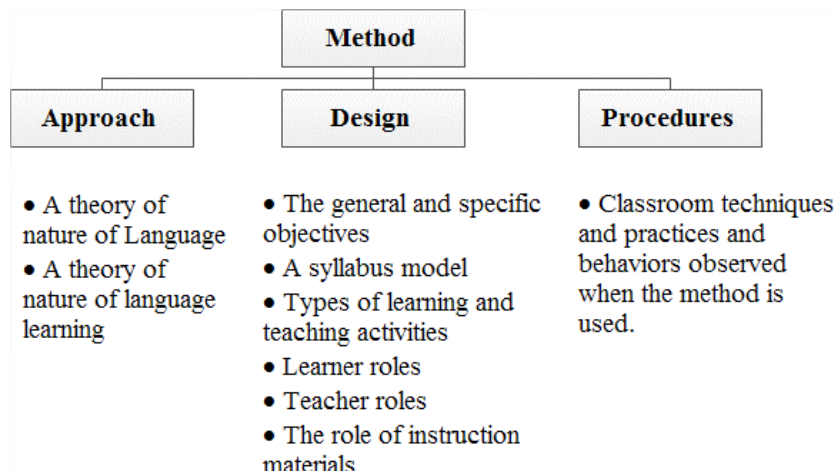 Method
Approach
Design
Procedures
• A theory of
nature of Language
• A theory of
nature of language
learning
• The general and specific
objectives
• A syllabus model
• Types of learning and
teaching activities
• Learner roles
• Teacher roles
• The role of instruction
materials
• Classroom techniques
and practices and
behaviors observed
when the method is
used.